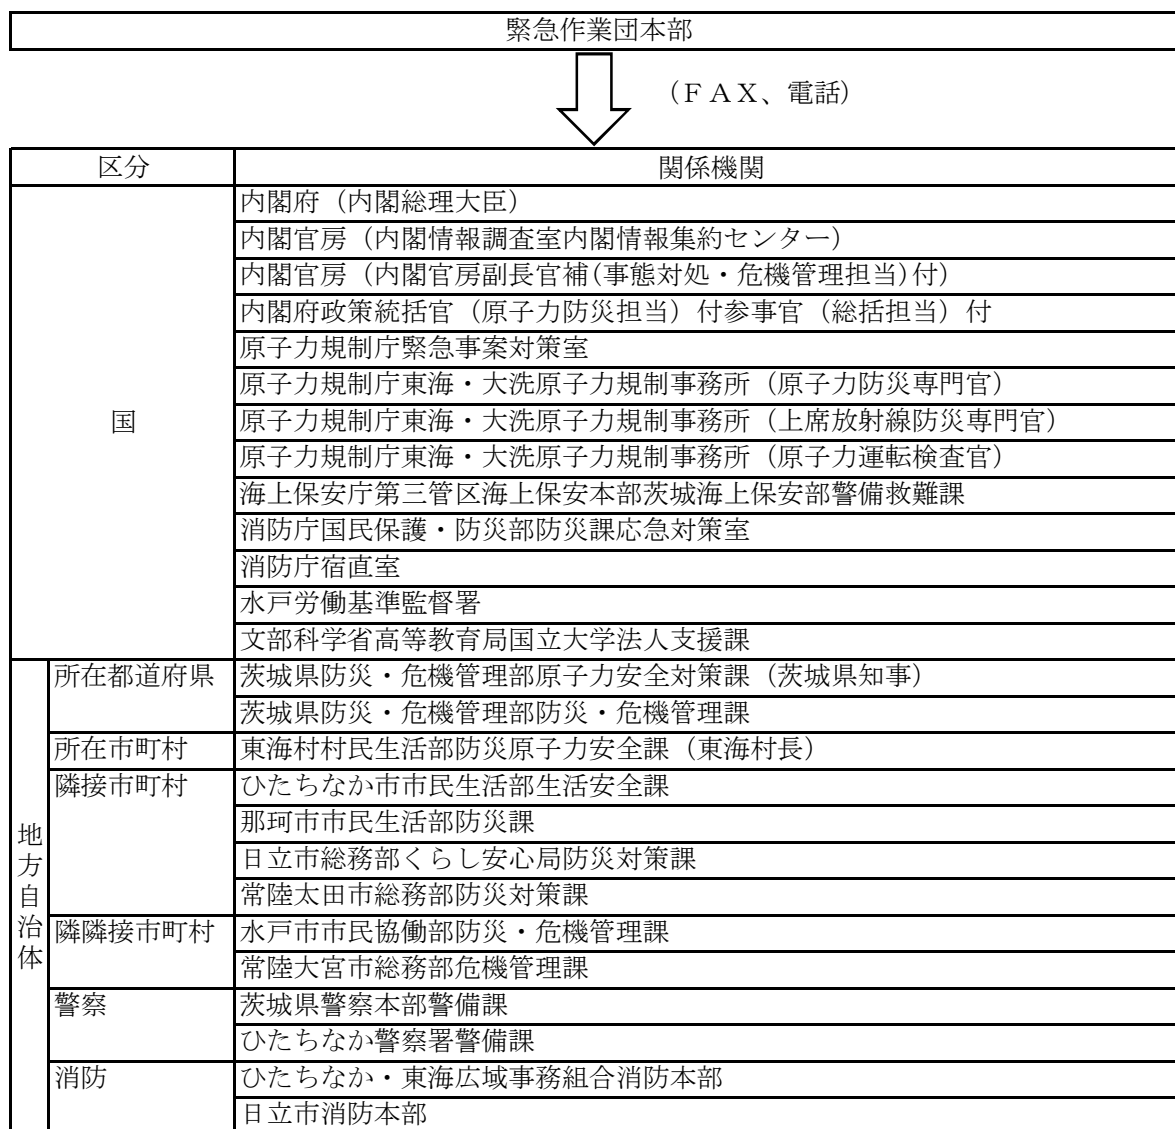 緊急作業団本部
（ＦＡＸ、電話）
区分 関係機関
国
内閣府（内閣総理大臣）
内閣官房（内閣情報調査室内閣情報集約センター）
内閣官房（内閣官房副長官補(事態対処・危機管理担当)付）
内閣府政策統括官（原子力防災担当）付参事官（総括担当）付
原子力規制庁緊急事案対策室
原子力規制庁東海・大洗原子力規制事務所（原子力防災専門官）
原子力規制庁東海・大洗原子力規制事務所（上席放射線防災専門官）
原子力規制庁東海・大洗原子力規制事務所（原子力運転検査官）
海上保安庁第三管区海上保安本部茨城海上保安部警備救難課
消防庁国民保護・防災部防災課応急対策室
消防庁宿直室
水戸労働基準監督署
文部科学省高等教育局国立大学法人支援課
地方自治体
所在都道府県 茨城県防災・危機管理部原子力安全対策課（茨城県知事）
茨城県防災・危機管理部防災・危機管理課
所在市町村 東海村村民生活部防災原子力安全課（東海村長）
隣接市町村 ひたちなか市市民生活部生活安全課
那珂市市民生活部防災課
日立市総務部くらし安心局防災対策課
常陸太田市総務部防災対策課
隣隣接市町村 水戸市市民協働部防災・危機管理課
常陸大宮市総務部危機管理課
警察 茨城県警察本部警備課
ひたちなか警察署警備課
消防 ひたちなか・東海広域事務組合消防本部
日立市消防本部